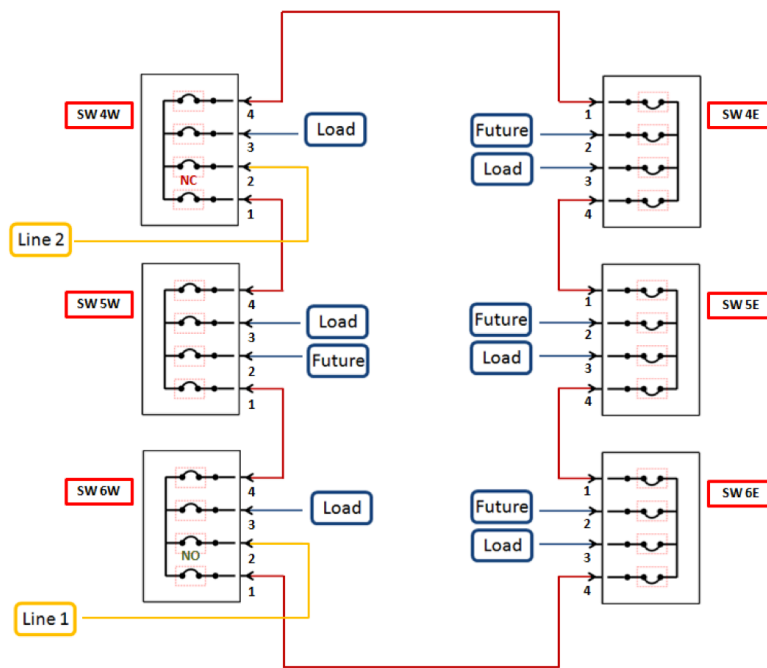 SW 4W
4
Load
3
NC
2
1
Line 2
SW 5W
4
Load
3
Future
2
1
SW 6W
4
Load
3
NO
2
1
Line 1
1
SW 4E
Future
2
Load
3
4
1
SW 5E
Future
2
Load
3
4
1
SW 6E
Future
2
Load
3
4